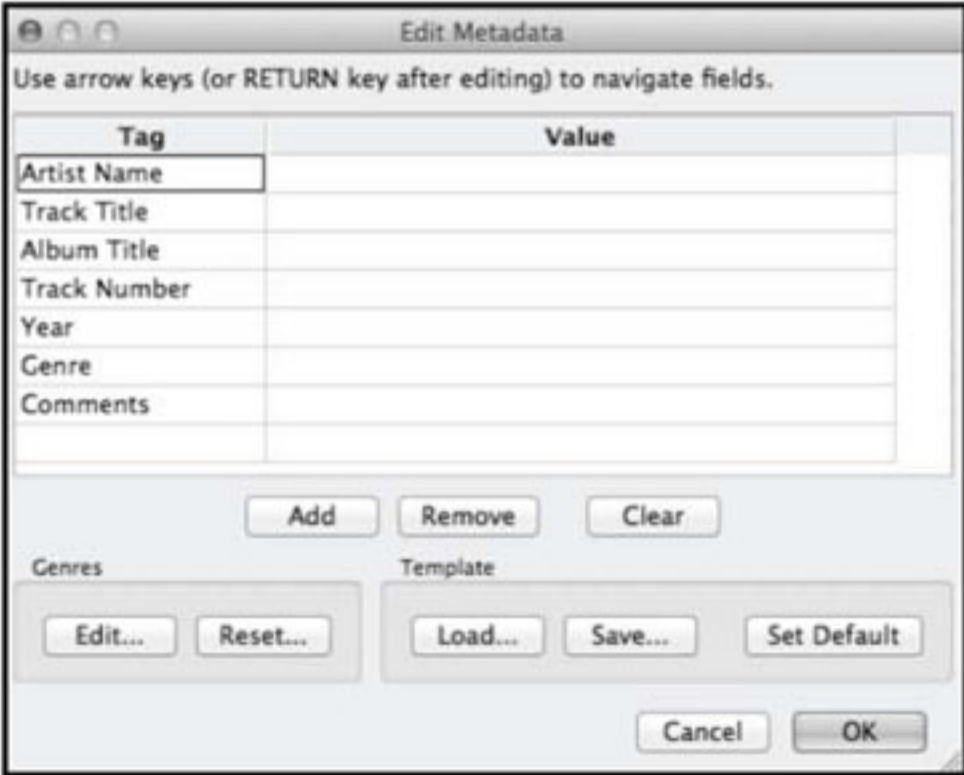 Edit Metadata
Use arrow keys (or RETURN key after editing) to navigate fields.
Tag Value
Artist Name
Track Title
Album Title
Track Number
Year
Genre
Comments
Add Remove Clear
Genres Template
Edit... Reset... Load... Save... Set Default
Cancel OK